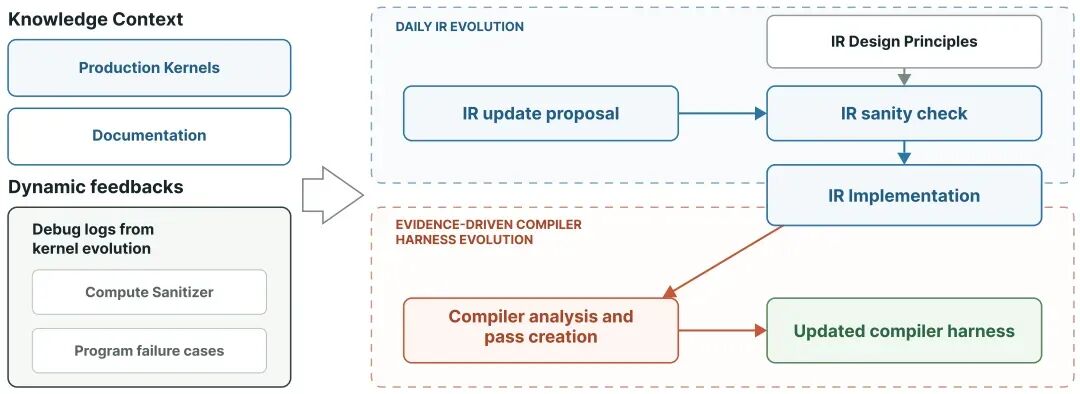 Knowledge Context
Production Kernels
Documentation
Dynamic feedbacks
Debug logs from
kernel evolution
Compute Sanitizer
Program failure cases
DAILY IR EVOLUTION
IR Design Principles
IR update proposal
IR sanity check
IR Implementation
EVIDENCE-DRIVEN COMPILER
HARNESS EVOLUTION
Compiler analysis and
pass creation
Updated compiler harness